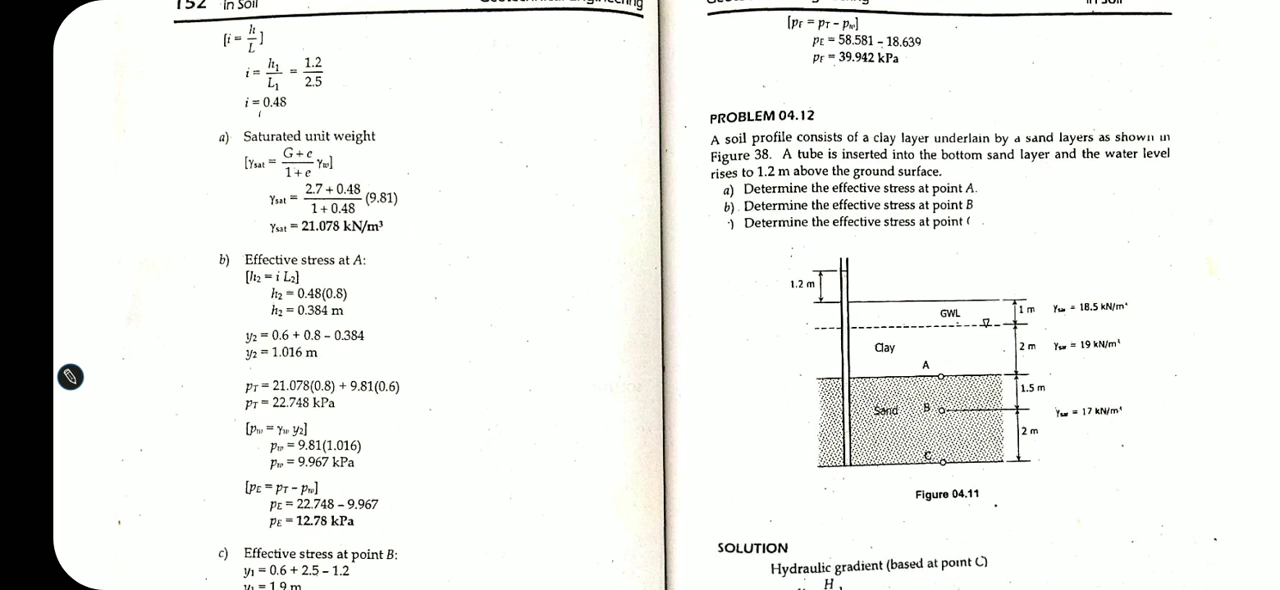 152 in Soil
[i = h/L]
i = h₁/L₁ = 1.2/2.5
i = 0.48
a) Saturated unit weight
[γsat = (G + e)/(1 + e) γw]
γsat = (2.7 + 0.48)/(1 + 0.48) (9.81)
γsat = 21.078 kN/m³
b) Effective stress at A:
[h₂ = i L₂]
h₂ = 0.48(0.8)
h₂ = 0.384 m
y₂ = 0.6 + 0.8 – 0.384
y₂ = 1.016 m
pT = 21.078(0.8) + 9.81(0.6)
pT = 22.748 kPa
[pw = γw y₂]
pw = 9.81(1.016)
pw = 9.967 kPa
[pE = pT – pw]
pE = 22.748 – 9.967
pE = 12.78 kPa
c) Effective stress at point B:
y₁ = 0.6 + 2.5 – 1.2
y₁ = 1.9 m
[pE = pT – pw]
pE = 58.581 – 18.639
pE = 39.942 kPa
PROBLEM 04.12
A soil profile consists of a clay layer underlain by a sand layers as shown in
Figure 38. A tube is inserted into the bottom sand layer and the water level
rises to 1.2 m above the ground surface.
a) Determine the effective stress at point A.
b) Determine the effective stress at point B
) Determine the effective stress at point
1.2 m
GWL
1 m γsat = 18.5 kN/m³
Clay
2 m γsat = 19 kN/m³
A
1.5 m
Sand B
γsat = 17 kN/m³
2 m
C
Figure 04.11
SOLUTION
Hydraulic gradient (based at point C)
H